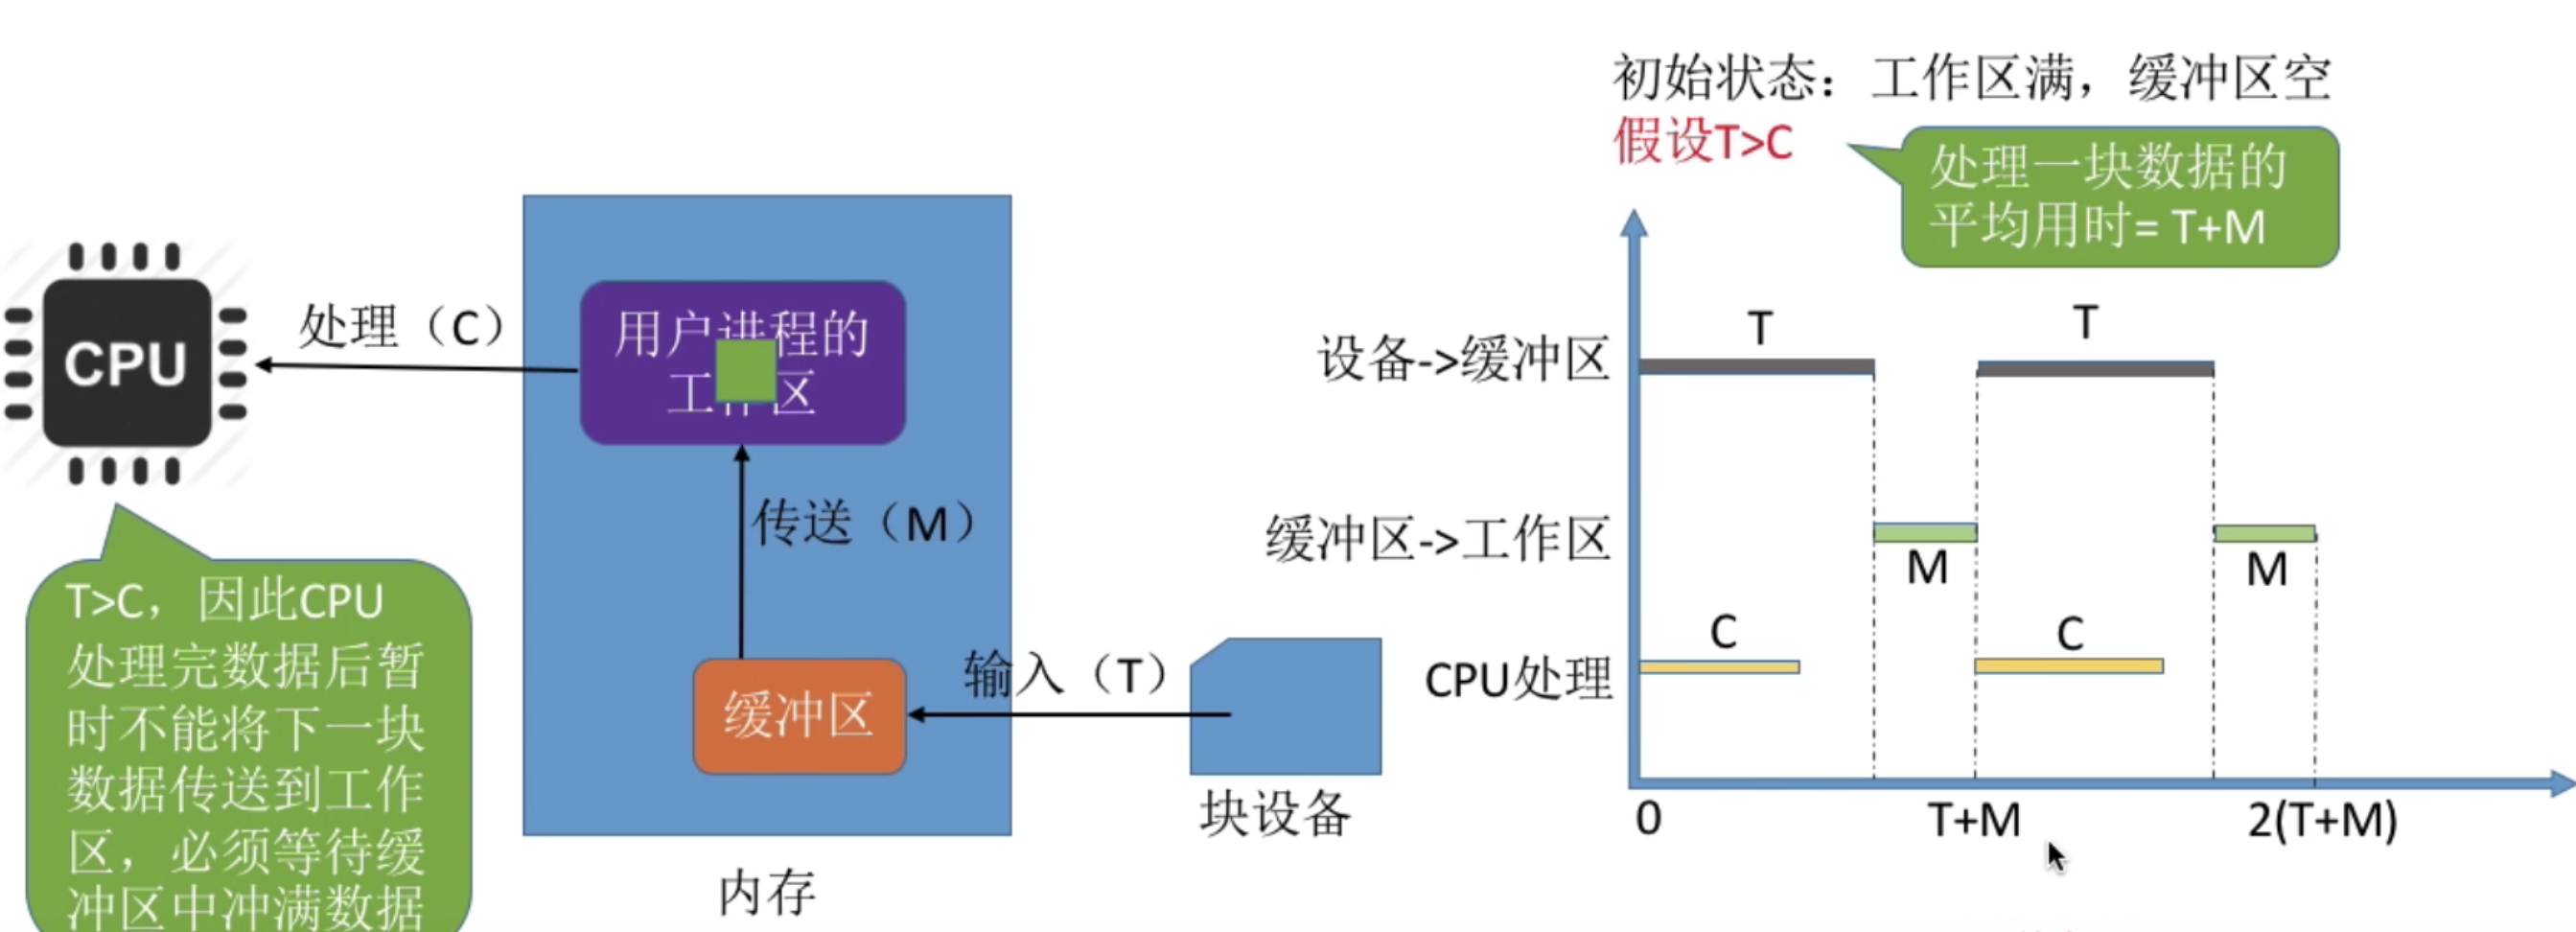 初始状态：工作区满，缓冲区空
假设T>C
处理一块数据的
平均用时= T+M
CPU
处理（C）
用户进程的
工作区
传送（M）
缓冲区
输入（T）
块设备
内存
T>C，因此CPU
处理完数据后暂
时不能将下一块
数据传送到工作
区，必须等待缓
冲区中冲满数据
设备->缓冲区
T
T
缓冲区->工作区
M
M
CPU处理
C
C
0
T+M
2(T+M)